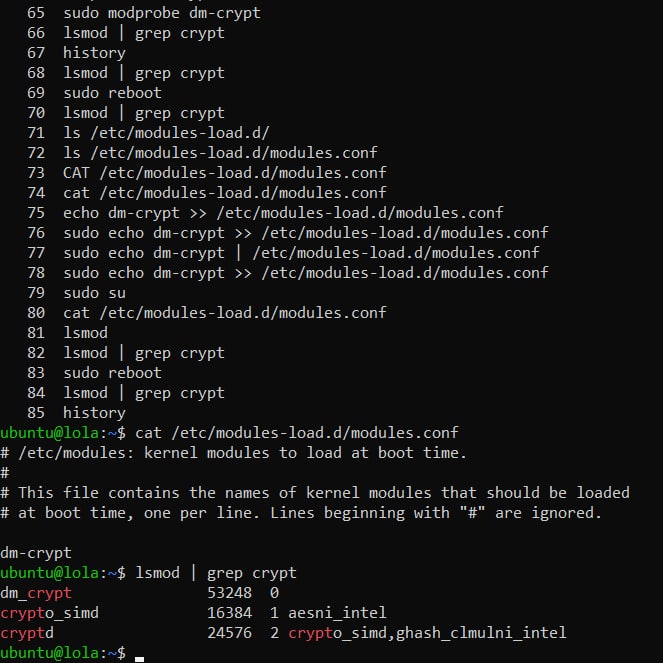 65 sudo modprobe dm-crypt
66 lsmod | grep crypt
67 history
68 lsmod | grep crypt
69 sudo reboot
70 lsmod | grep crypt
71 ls /etc/modules-load.d/
72 ls /etc/modules-load.d/modules.conf
73 CAT /etc/modules-load.d/modules.conf
74 cat /etc/modules-load.d/modules.conf
75 echo dm-crypt >> /etc/modules-load.d/modules.conf
76 sudo echo dm-crypt >> /etc/modules-load.d/modules.conf
77 sudo echo dm-crypt | /etc/modules-load.d/modules.conf
78 sudo echo dm-crypt >> /etc/modules-load.d/modules.conf
79 sudo su
80 cat /etc/modules-load.d/modules.conf
81 lsmod
82 lsmod | grep crypt
83 sudo reboot
84 lsmod | grep crypt
85 history
ubuntu@lola:~$ cat /etc/modules-load.d/modules.conf
# /etc/modules: kernel modules to load at boot time.
#
# This file contains the names of kernel modules that should be loaded
# at boot time, one per line. Lines beginning with "#" are ignored.
dm-crypt
ubuntu@lola:~$ lsmod | grep crypt
dm_crypt 53248 0
crypto_simd 16384 1 aesni_intel
cryptd 24576 2 crypto_simd,ghash_clmulni_intel
ubuntu@lola:~$